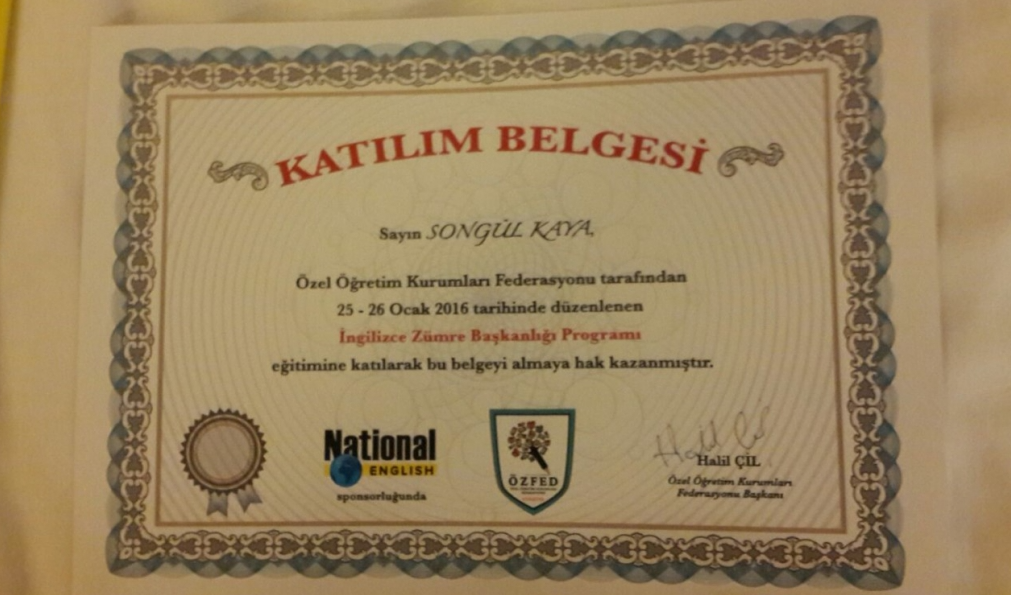 KATILIM BELGESİ
Sayın SONGÜL KAYA,
Özel Öğretim Kurumları Federasyonu tarafından
25 - 26 Ocak 2016 tarihinde düzenlenen
İngilizce Zümre Başkanlığı Programı
eğitimine katılarak bu belgeyi almaya hak kazanmıştır.
National
ENGLISH
sponsorluğunda
ÖZFED
Halil Çil
Halil ÇİL
Özel Öğretim Kurumları
Federasyonu Başkanı